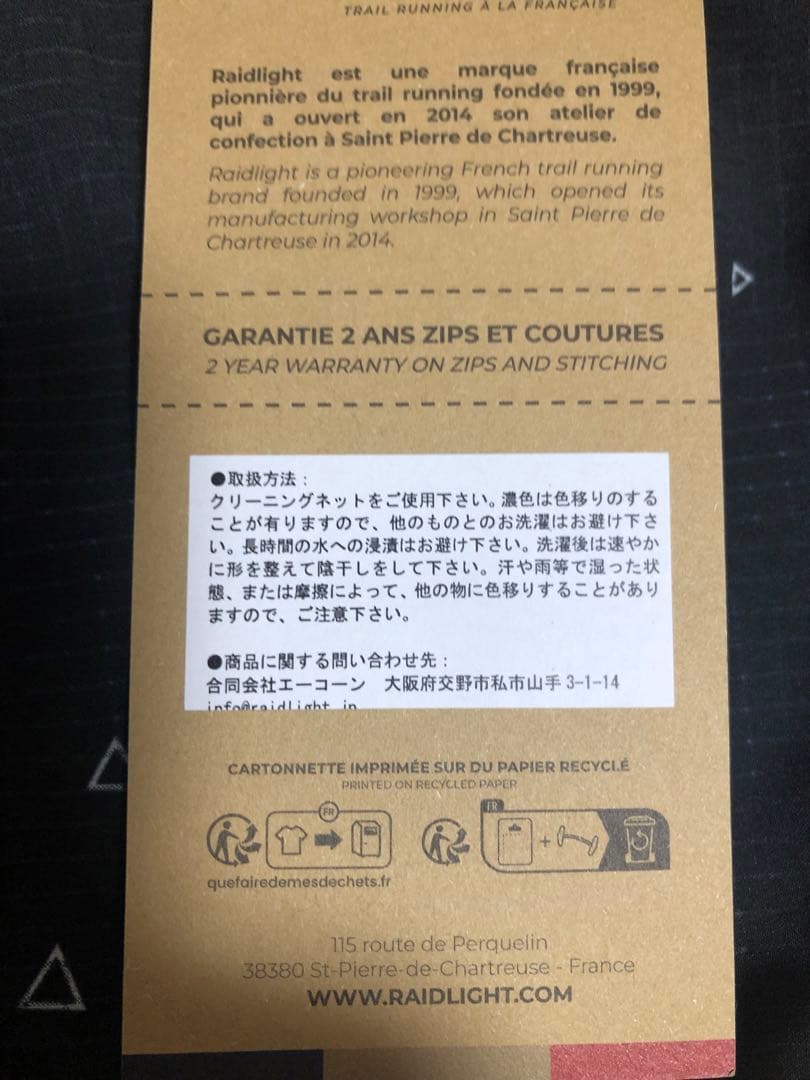 TRAIL RUNNING À LA FRANÇAISE
Raidlight est une marque française
pionnière du trail running fondée en 1999,
qui a ouvert en 2014 son atelier de
confection à Saint Pierre de Chartreuse.
Raidlight is a pioneering French trail running
brand founded in 1999, which opened its
manufacturing workshop in Saint Pierre de
Chartreuse in 2014.
GARANTIE 2 ANS ZIPS ET COUTURES
2 YEAR WARRANTY ON ZIPS AND STITCHING
●取扱方法:
クリーニングネットをご使用下さい。濃色は色移りのする
ことが有りますので、他のものとのお洗濯はお避け下さ
い。長時間の水への浸漬はお避け下さい。洗濯後は速やか
に形を整えて陰干しをして下さい。汗や雨等で湿った状
態、または摩擦によって、他の物に色移りすることがあり
ますので、ご注意下さい。
●商品に関する問い合わせ先:
合同会社エーコーン 大阪府交野市私市山手 3-1-14
info@raidlight.jp
CARTONNETTE IMPRIMÉE SUR DU PAPIER RECYCLÉ
PRINTED ON RECYCLED PAPER
FR
FR
+
quefairedemesdechets.fr
115 route de Perquelin
38380 St-Pierre-de-Chartreuse - France
WWW.RAIDLIGHT.COM